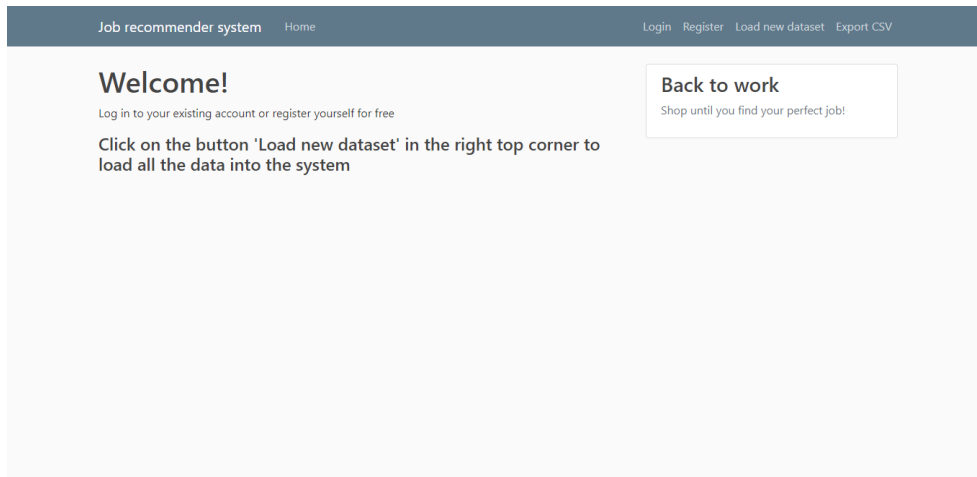 Job recommender system Home Login Register Load new dataset Export CSV
Welcome!
Log in to your existing account or register yourself for free
Click on the button 'Load new dataset' in the right top corner to
load all the data into the system
Back to work
Shop until you find your perfect job!